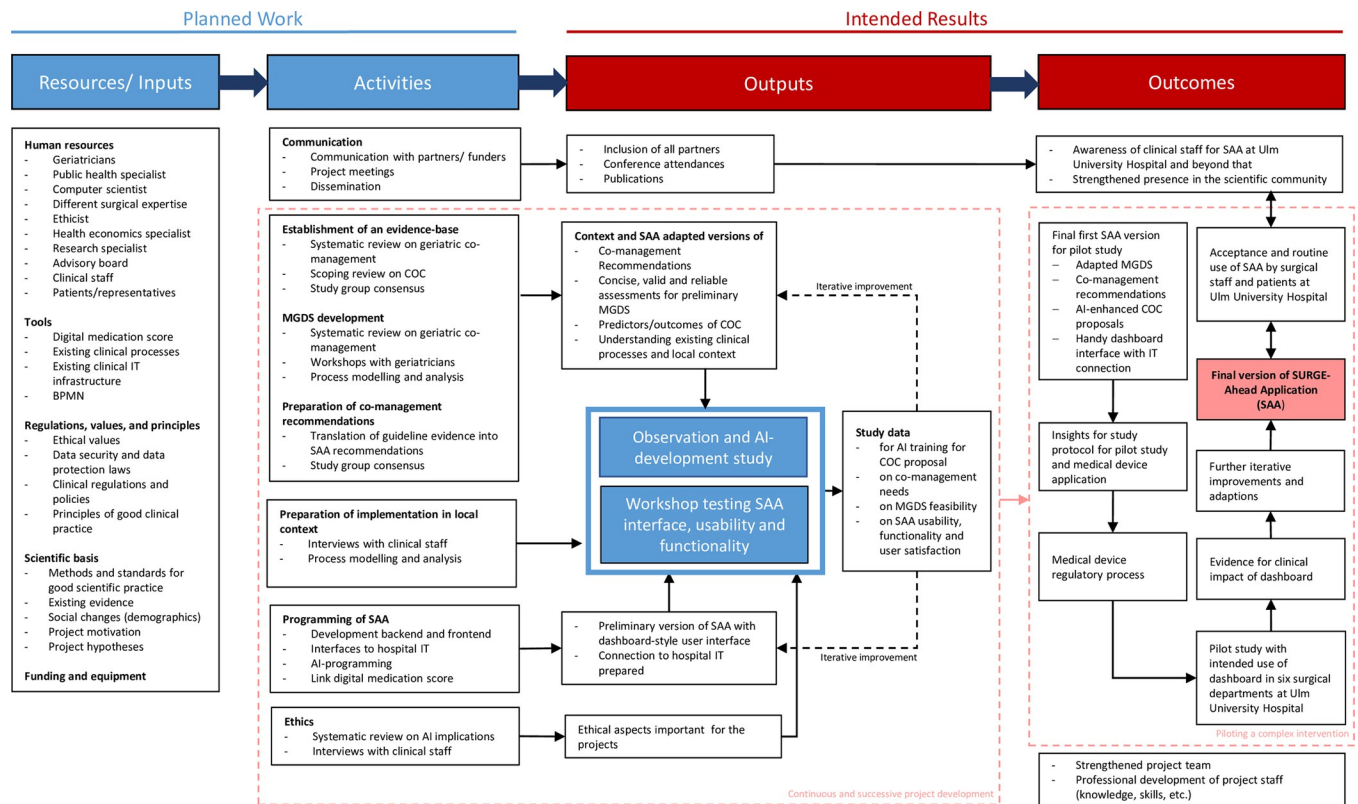 Planned Work
Intended Results
Resources/ Inputs
Activities
Outputs
Outcomes
Human resources
- Geriatricians
- Public health specialist
- Computer scientist
- Different surgical expertise
- Ethicist
- Health economics specialist
- Research specialist
- Advisory board
- Clinical staff
- Patients/representatives
Tools
- Digital medication score
- Existing clinical processes
- Existing clinical IT
infrastructure
- BPMN
Regulations, values, and principles
- Ethical values
- Data security and data
protection laws
- Clinical regulations and
policies
- Principles of good clinical
practice
Scientific basis
- Methods and standards for
good scientific practice
- Existing evidence
- Social changes (demographics)
- Project motivation
- Project hypotheses
Funding and equipment
Communication
- Communication with partners/ funders
- Project meetings
- Dissemination
Establishment of an evidence-base
- Systematic review on geriatric co-
management
- Scoping review on COC
- Study group consensus
MGDS development
- Systematic review on geriatric co-
management
- Workshops with geriatricians
- Process modelling and analysis
Preparation of co-management
recommendations
- Translation of guideline evidence into
SAA recommendations
- Study group consensus
Preparation of implementation in local
context
- Interviews with clinical staff
- Process modelling and analysis
Programming of SAA
- Development backend and frontend
- Interfaces to hospital IT
- AI-programming
- Link digital medication score
Ethics
- Systematic review on AI implications
- Interviews with clinical staff
- Inclusion of all partners
- Conference attendances
- Publications
Context and SAA adapted versions of
- Co-management
Recommendations
- Concise, valid and reliable
assessments for preliminary
MGDS
- Predictors/outcomes of COC
- Understanding existing clinical
processes and local context
Iterative improvement
Observation and AI-
development study
Workshop testing SAA
interface, usability and
functionality
Study data
- for AI training for
COC proposal
- on co-management
needs
- on MGDS feasibility
- on SAA usability,
functionality and
user satisfaction
- Preliminary version of SAA with
dashboard-style user interface
- Connection to hospital IT
prepared
Iterative improvement
Ethical aspects important for the
projects
Continuous and successive project development
- Awareness of clinical staff for SAA at Ulm
University Hospital and beyond that
- Strengthened presence in the scientific community
Final first SAA version
for pilot study
– Adapted MGDS
– Co-management
recommendations
– AI-enhanced COC
proposals
– Handy dashboard
interface with IT
connection
Insights for study
protocol for pilot study
and medical device
application
Medical device
regulatory process
Acceptance and routine
use of SAA by surgical
staff and patients at
Ulm University Hospital
Final version of SURGE-
Ahead Application
(SAA)
Further iterative
improvements and
adaptions
Evidence for clinical
impact of dashboard
Pilot study with
intended use of
dashboard in six surgical
departments at Ulm
University Hospital
Piloting a complex intervention
- Strengthened project team
- Professional development of project staff
(knowledge, skills, etc.)